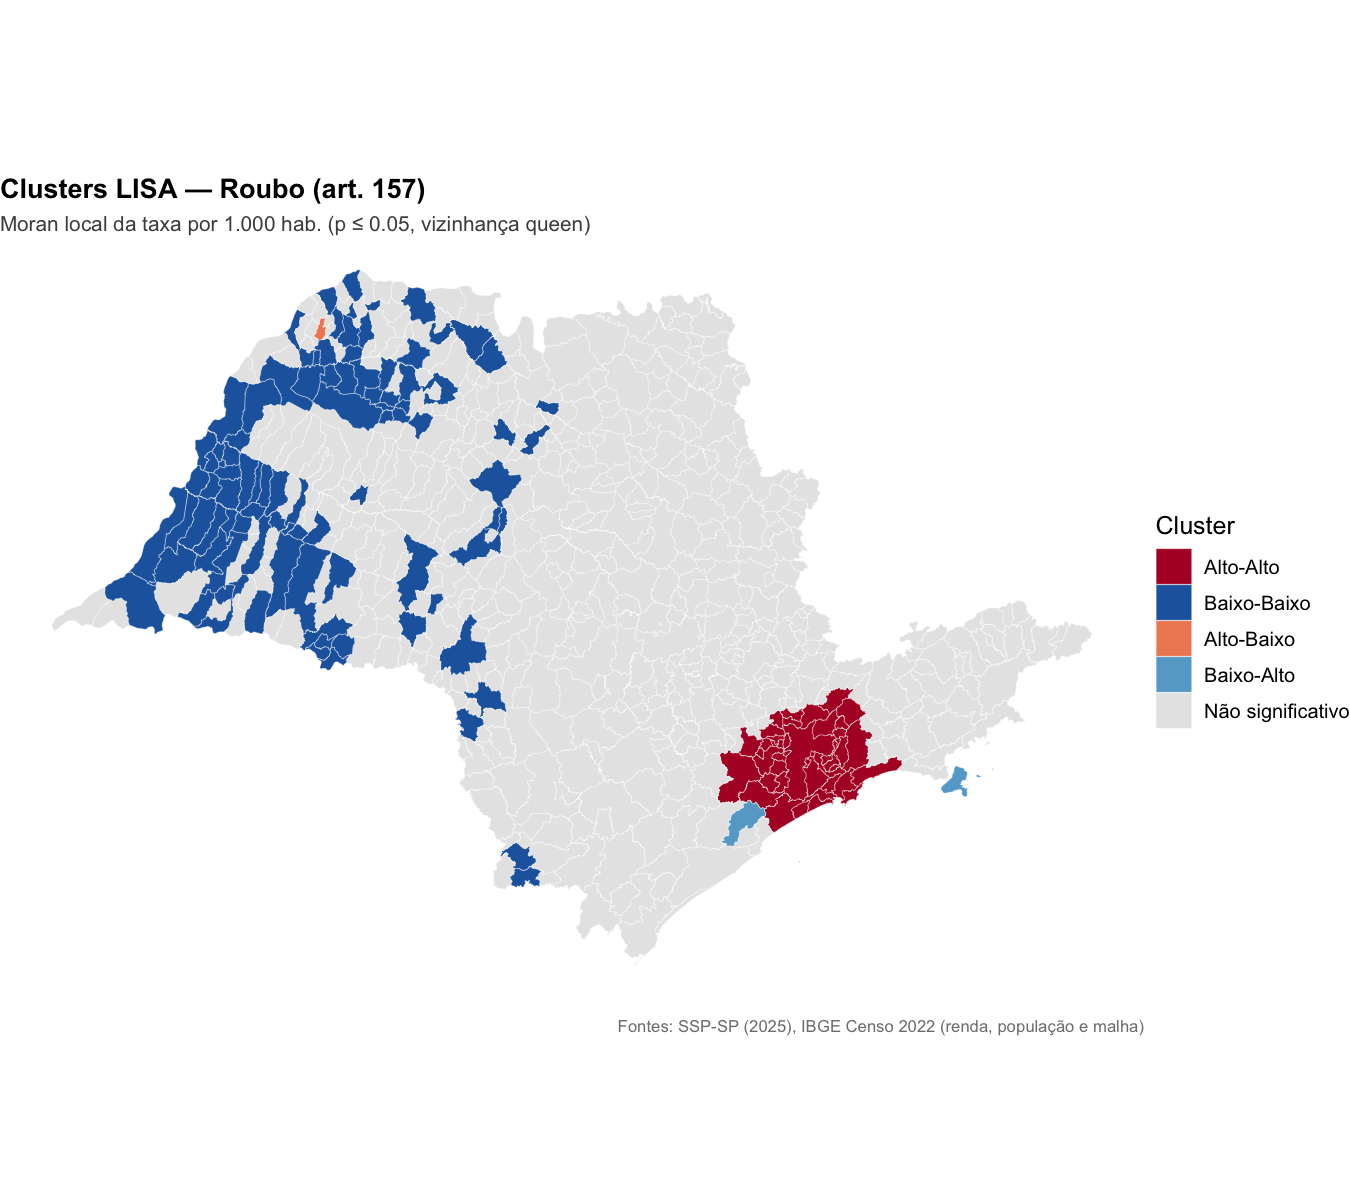 Clusters LISA — Roubo (art. 157)
Moran local da taxa por 1.000 hab. (p ≤ 0.05, vizinhança queen)
Cluster
Alto-Alto
Baixo-Baixo
Alto-Baixo
Baixo-Alto
Não significativo
Fontes: SSP-SP (2025), IBGE Censo 2022 (renda, população e malha)